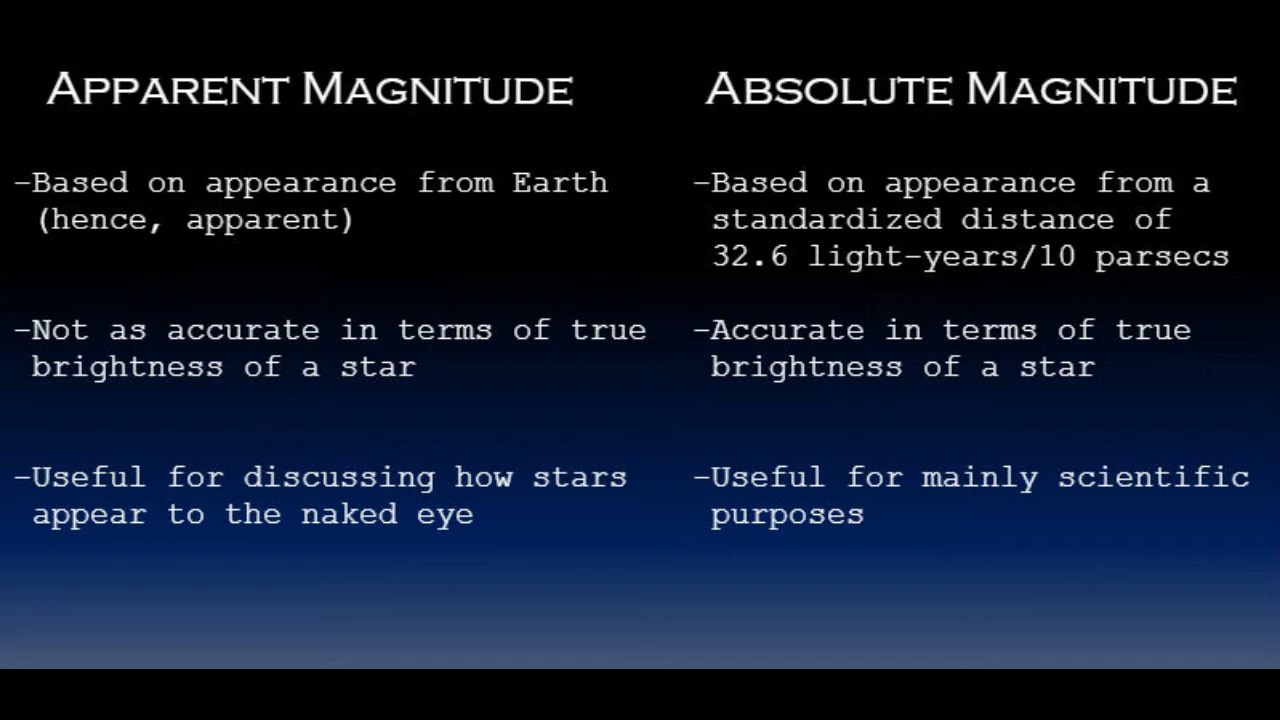 APPARENT MAGNITUDE
-Based on appearance from Earth
(hence, apparent)
-Not as accurate in terms of true
brightness of a star
-Useful for discussing how stars
appear to the naked eye
ABSOLUTE MAGNITUDE
-Based on appearance from a
standardized distance of
32.6 light-years/10 parsecs
-Accurate in terms of true
brightness of a star
-Useful for mainly scientific
purposes